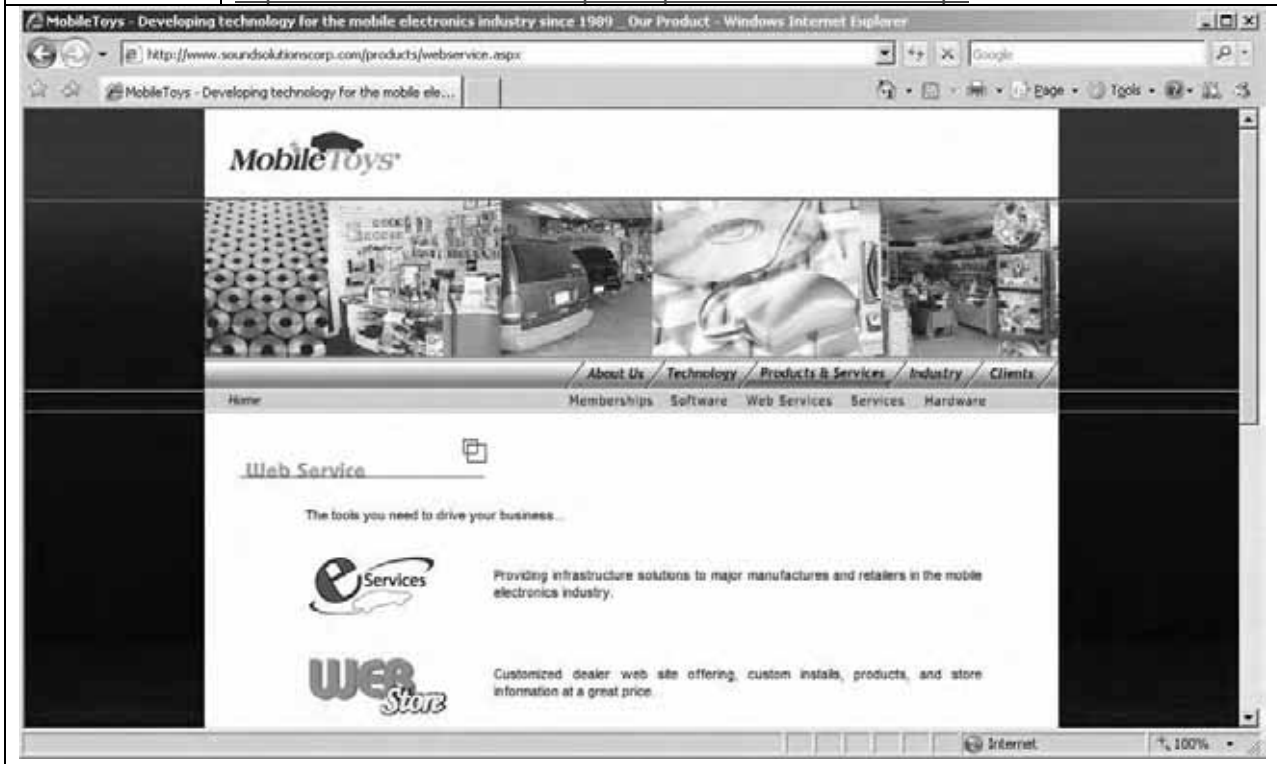 MobileToys - Developing technology for the mobile electronics industry since 1989 _ Our Product - Windows Internet Explorer
http://www.soundsolutionscorp.com/products/webservice.aspx
Google
MobileToys - Developing technology for the mobile ele...
Page
Tools
MobileToys
About Us Technology Products & Services Industry Clients
Home Memberships Software Web Services Services Hardware
Web Service
The tools you need to drive your business...
eServices
Providing infrastructure solutions to major manufactures and retailers in the mobile
electronics industry.
WEB Store
Customized dealer web site offering, custom installs, products, and store
information at a great price.
Internet
100%